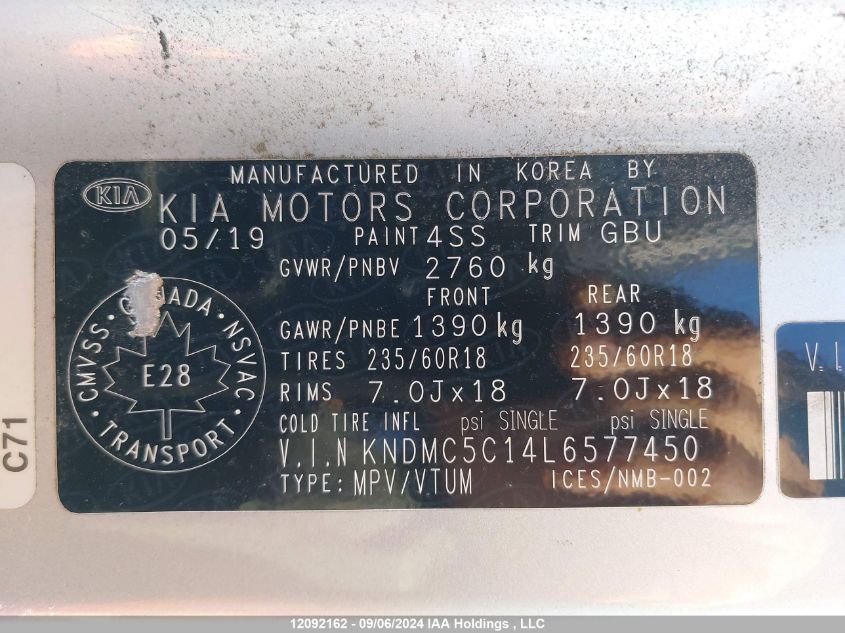 MANUFACTURED IN KOREA BY
KIA
KIA MOTORS CORPORATION
05/19 PAINT 4SS TRIM GBU
GVWR/PNBV 2760 kg
FRONT REAR
GAWR/PNBE 1390 kg 1390 kg
TIRES 235/60R18 235/60R18
RIMS 7.0Jx18 7.0Jx18
COLD TIRE INFL psi SINGLE psi SINGLE
V.I.N KNDMC5C14L6577450
TYPE: MPV/VTUM ICES/NMB-002
CMVSS · CANADA · NSVAC
E28
· TRANSPORT ·
C71
V.I.
12092162 - 09/06/2024 IAA Holdings , LLC